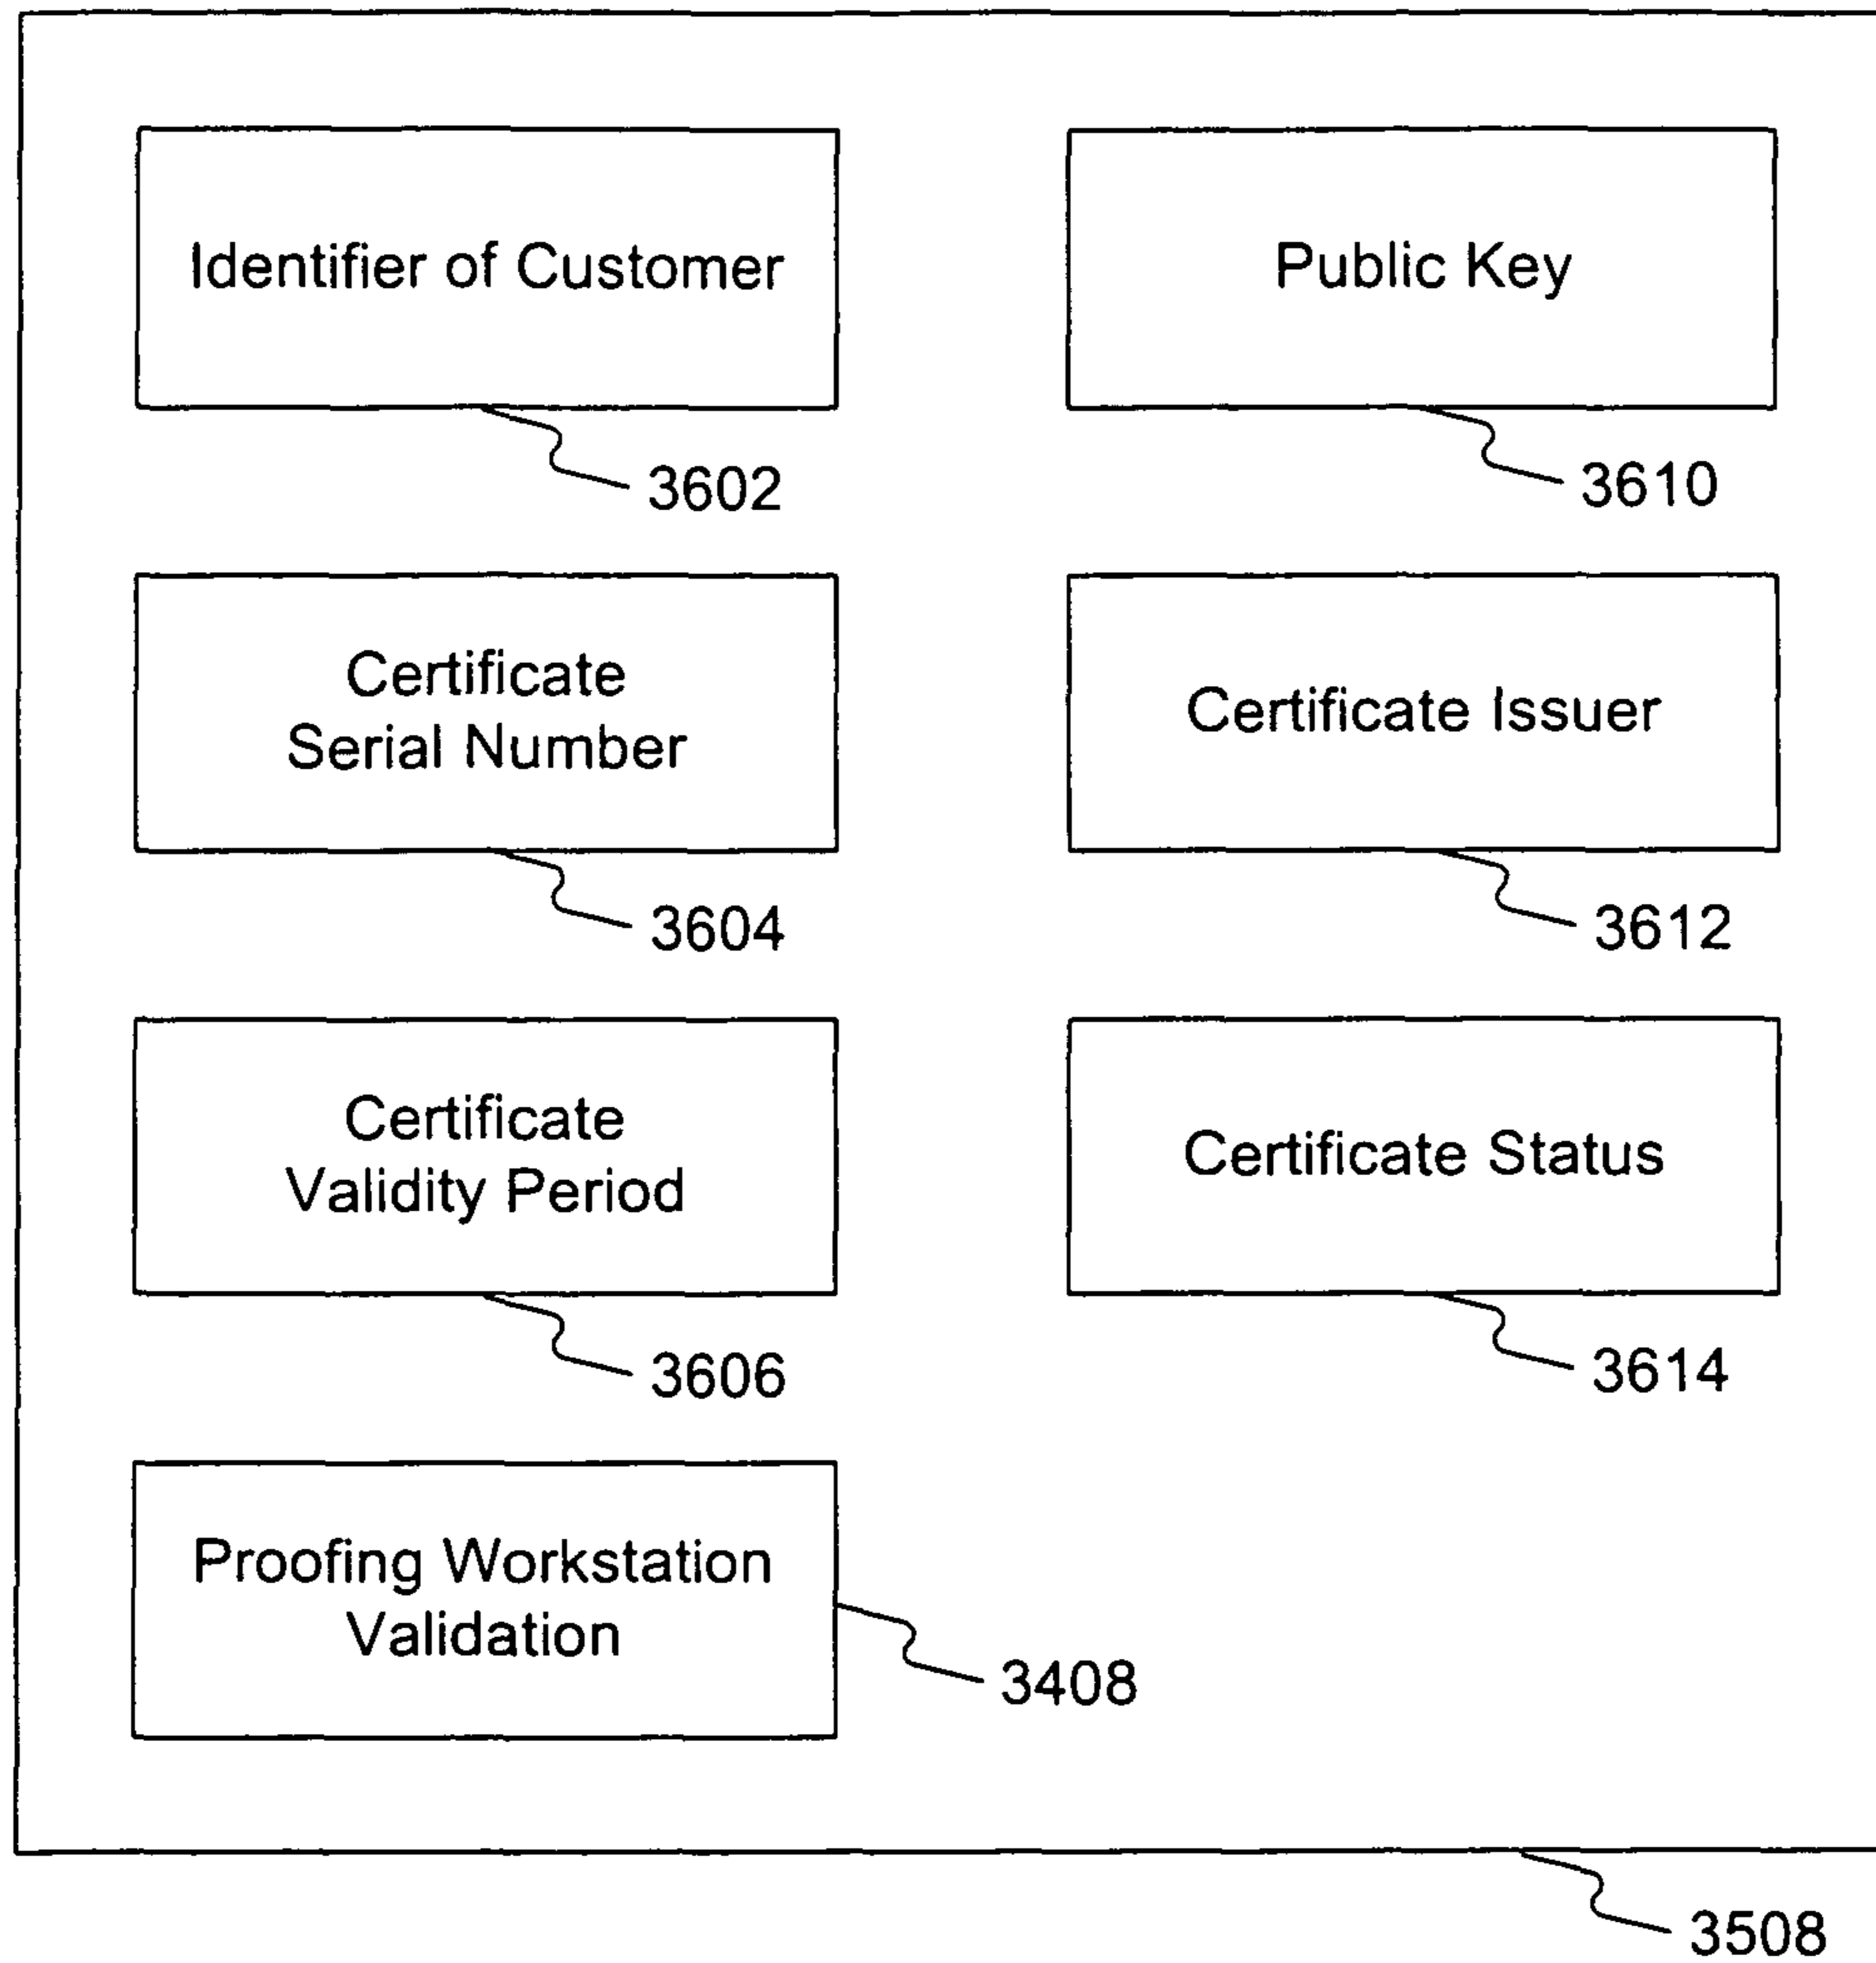 Identifier of Customer
3602
Public Key
3610
Certificate
Serial Number
3604
Certificate Issuer
3612
Certificate
Validity Period
3606
Certificate Status
3614
Proofing Workstation
Validation
3408
3508